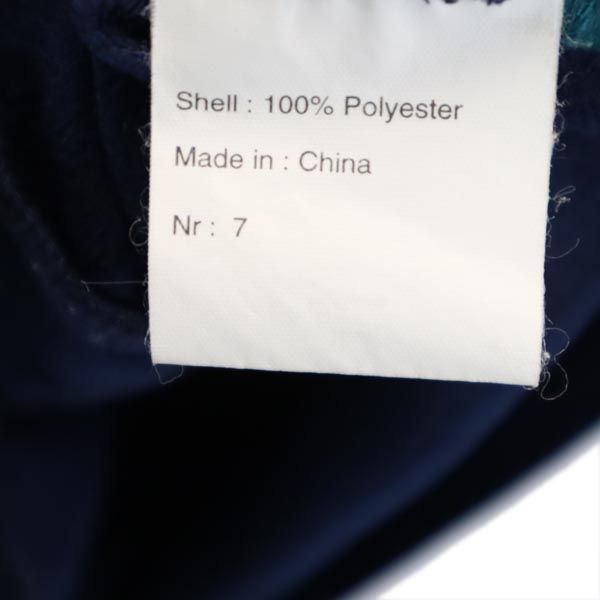 Shell : 100% Polyester
Made in : China
Nr : 7